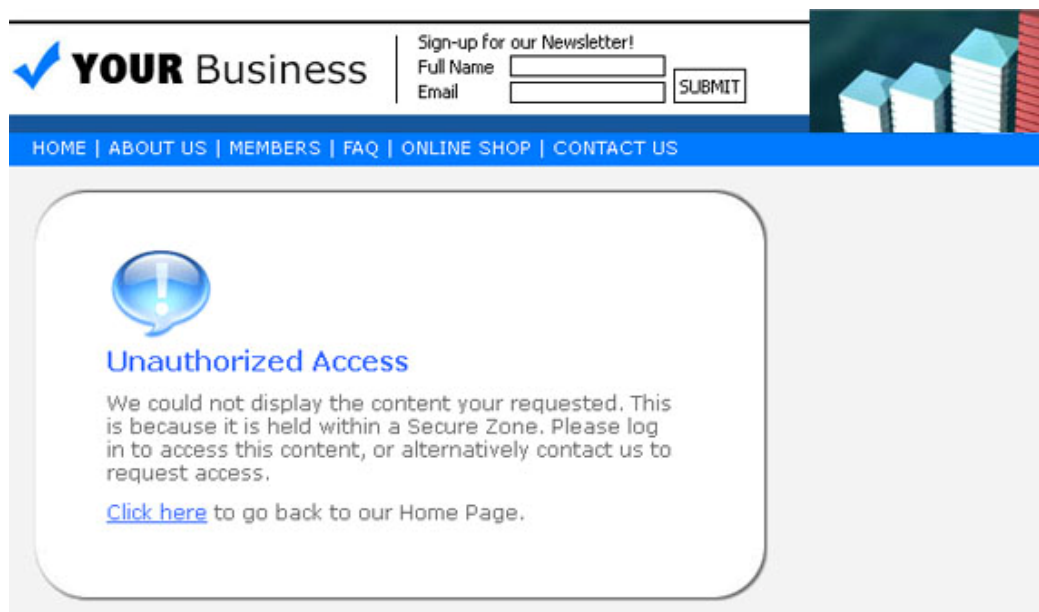 YOUR Business
Sign-up for our Newsletter!
Full Name
Email
SUBMIT
HOME | ABOUT US | MEMBERS | FAQ | ONLINE SHOP | CONTACT US
Unauthorized Access
We could not display the content your requested. This
is because it is held within a Secure Zone. Please log
in to access this content, or alternatively contact us to
request access.
Click here to go back to our Home Page.